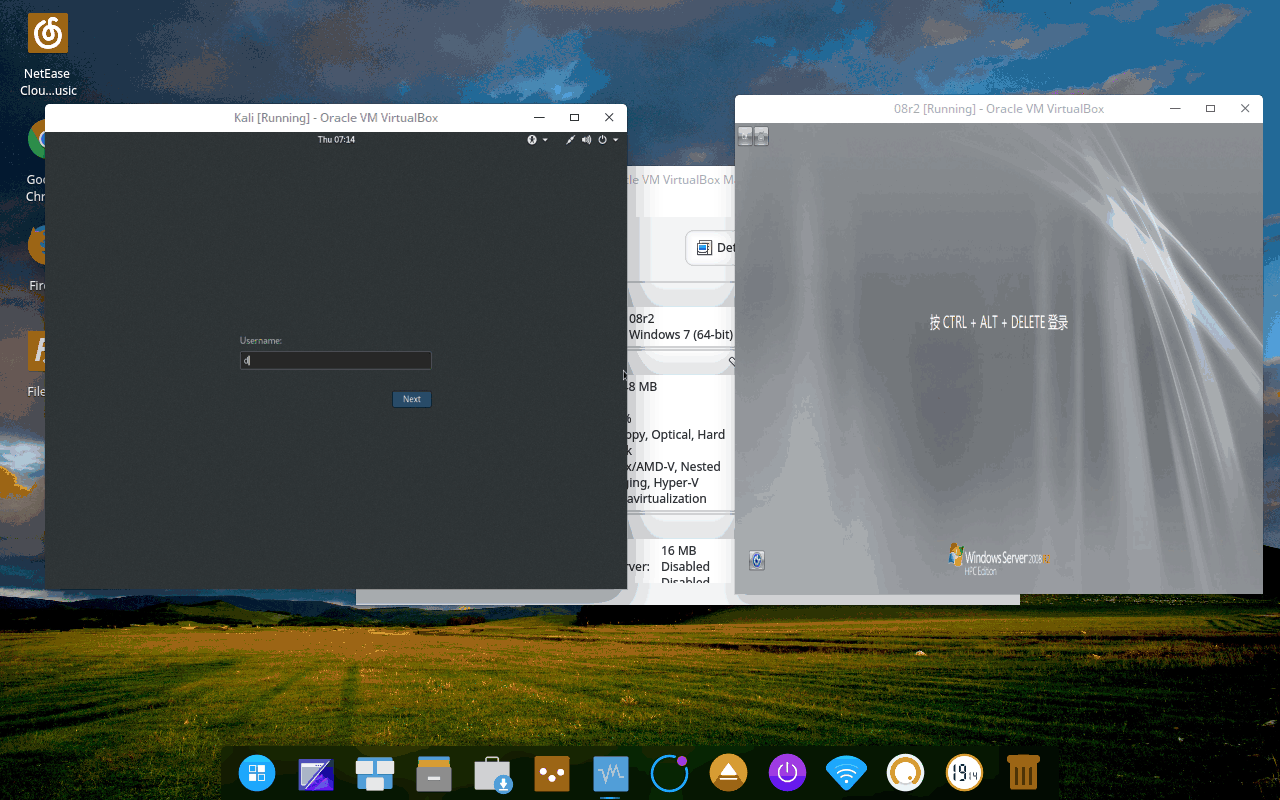 NetEase
Clou...usic
Kali [Running] - Oracle VM VirtualBox
Thu 07:14
Username:
d
Next
08r2 [Running] - Oracle VM VirtualBox
按 CTRL + ALT + DELETE 登录
Windows Server 2008 R2
HPC Edition
cle VM VirtualBox M
Det
08r2
Windows 7 (64-bit)
48 MB
%
ppy, Optical, Hard
k
x/AMD-V, Nested
ging, Hyper-V
avirtualization
16 MB
ver: Disabled
Disabled
Goo
Chr
Fire
File
19 14